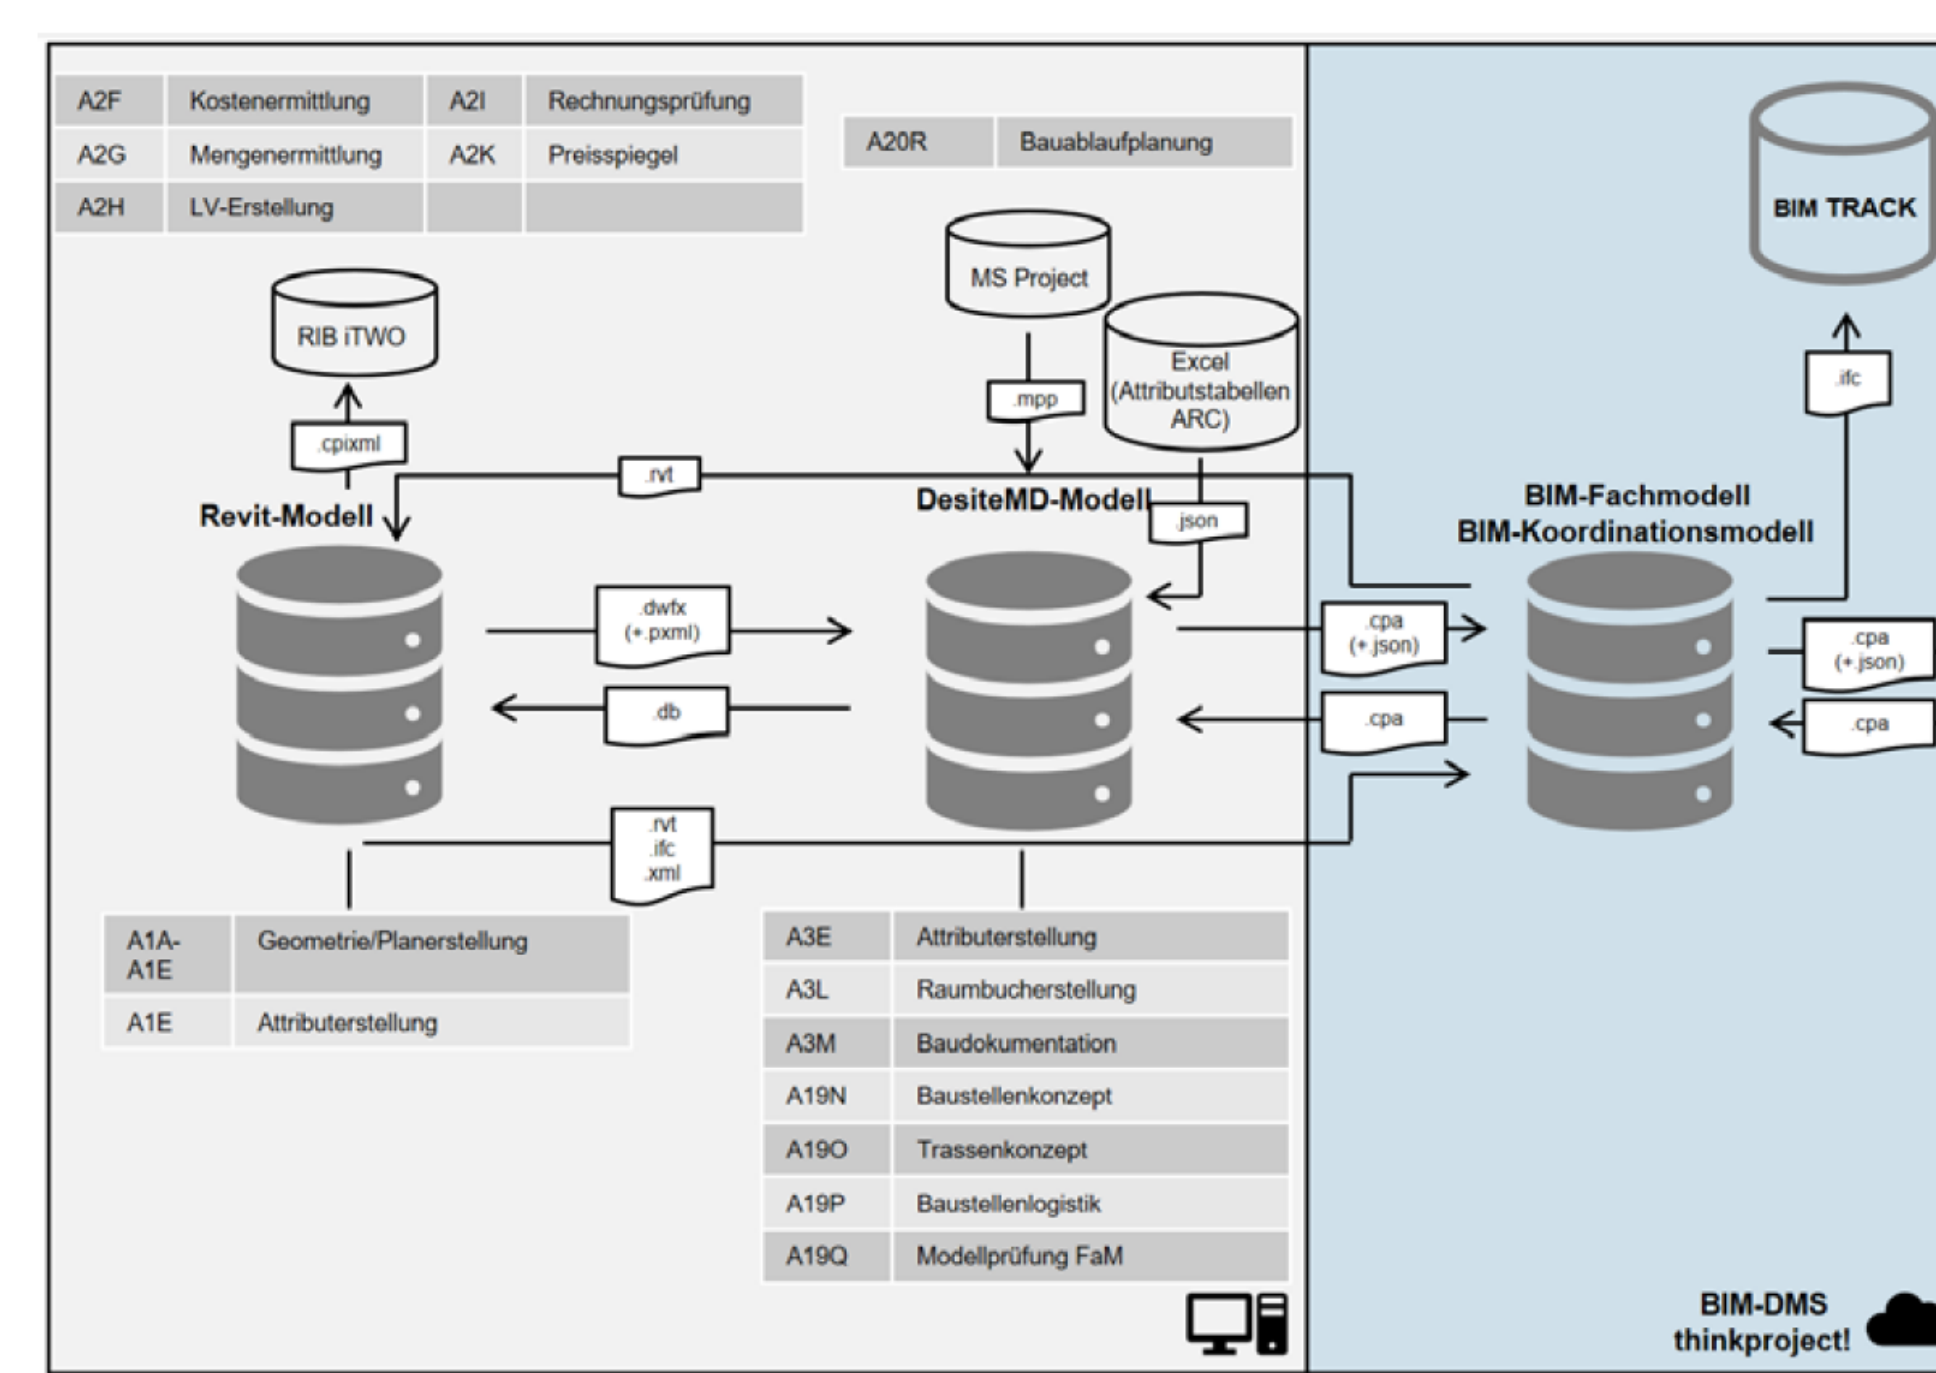 A2F Kostenermittlung A2I Rechnungsprüfung
A2G Mengenermittlung A2K Preisspiegel
A2H LV-Erstellung
A20R Bauablaufplanung
BIM TRACK
MS Project
RIB iTWO
Excel
(Attributstabellen
ARC)
.mpp
.ifc
.cpixml
.rvt
Revit-Modell
DesiteMD-Modell
.json
BIM-Fachmodell
BIM-Koordinationsmodell
.dwfx
(+.pxml)
.cpa
(+.json)
.cpa
(+.json)
.db
.cpa
.cpa
.rvt
.ifc
.xml
A1A-
A1E
Geometrie/Planerstellung
A1E Attributerstellung
A3E Attributerstellung
A3L Raumbucherstellung
A3M Baudokumentation
A19N Baustellenkonzept
A19O Trassenkonzept
A19P Baustellenlogistik
A19Q Modellprüfung FaM
BIM-DMS
thinkproject!